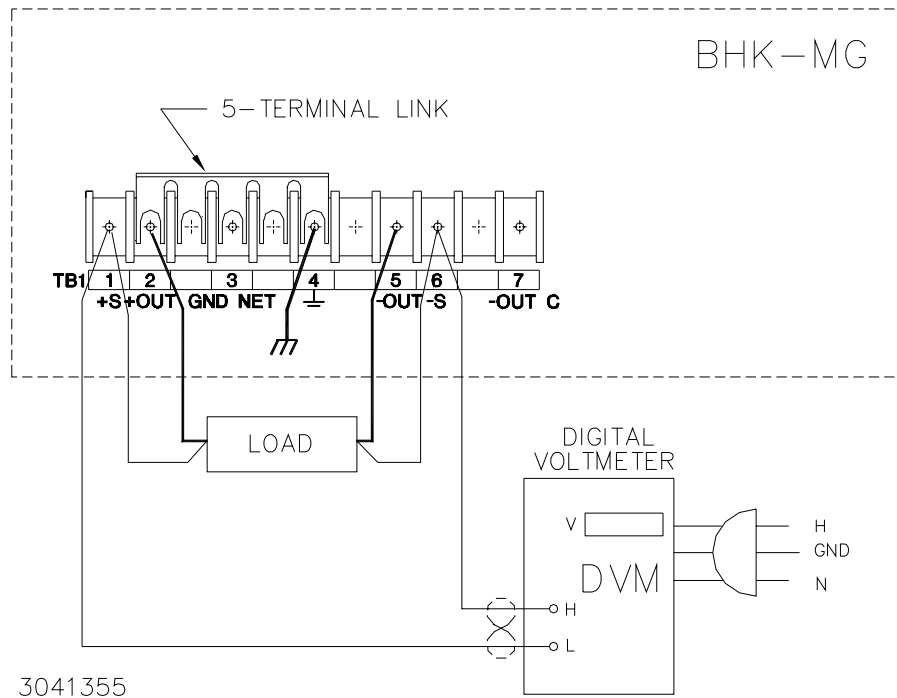 BHK-MG
5-TERMINAL LINK
TB1 1 2 3 4 5 6 7
+S +OUT GND NET -OUT -S -OUT C
LOAD
DIGITAL
VOLTMETER
V
H
GND
DVM
N
H
L
3041355